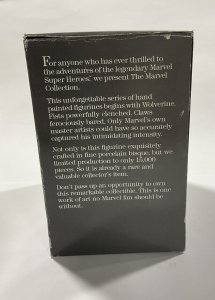 For anyone who has ever thrilled to
the adventures of the legendary Marvel
Super Heroes,™ we present The Marvel
Collection.
This unforgettable series of hand
painted figurines begins with Wolverine.
Fists powerfully clenched. Claws
ferociously bared. Only Marvel's own
master artists could have so accurately
captured his intimidating intensity.
Not only is this figurine exquisitely
crafted in fine porcelain bisque, but we
limited production to only 15,000
pieces. So it is already a rare and
valuable collector's item.
Don't pass up an opportunity to own
this remarkable collectible. This is one
work of art no Marvel fan should be
without.